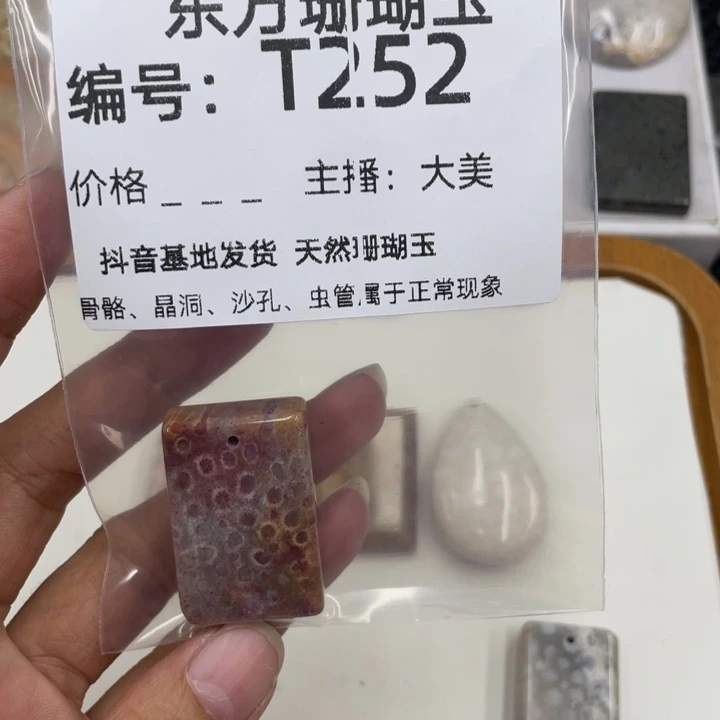 东方珊瑚玉
编号：T252
价格_ _ _ 主播：大美
抖音基地发货 天然珊瑚玉
骨骼、晶洞、沙孔、虫管,属于正常现象